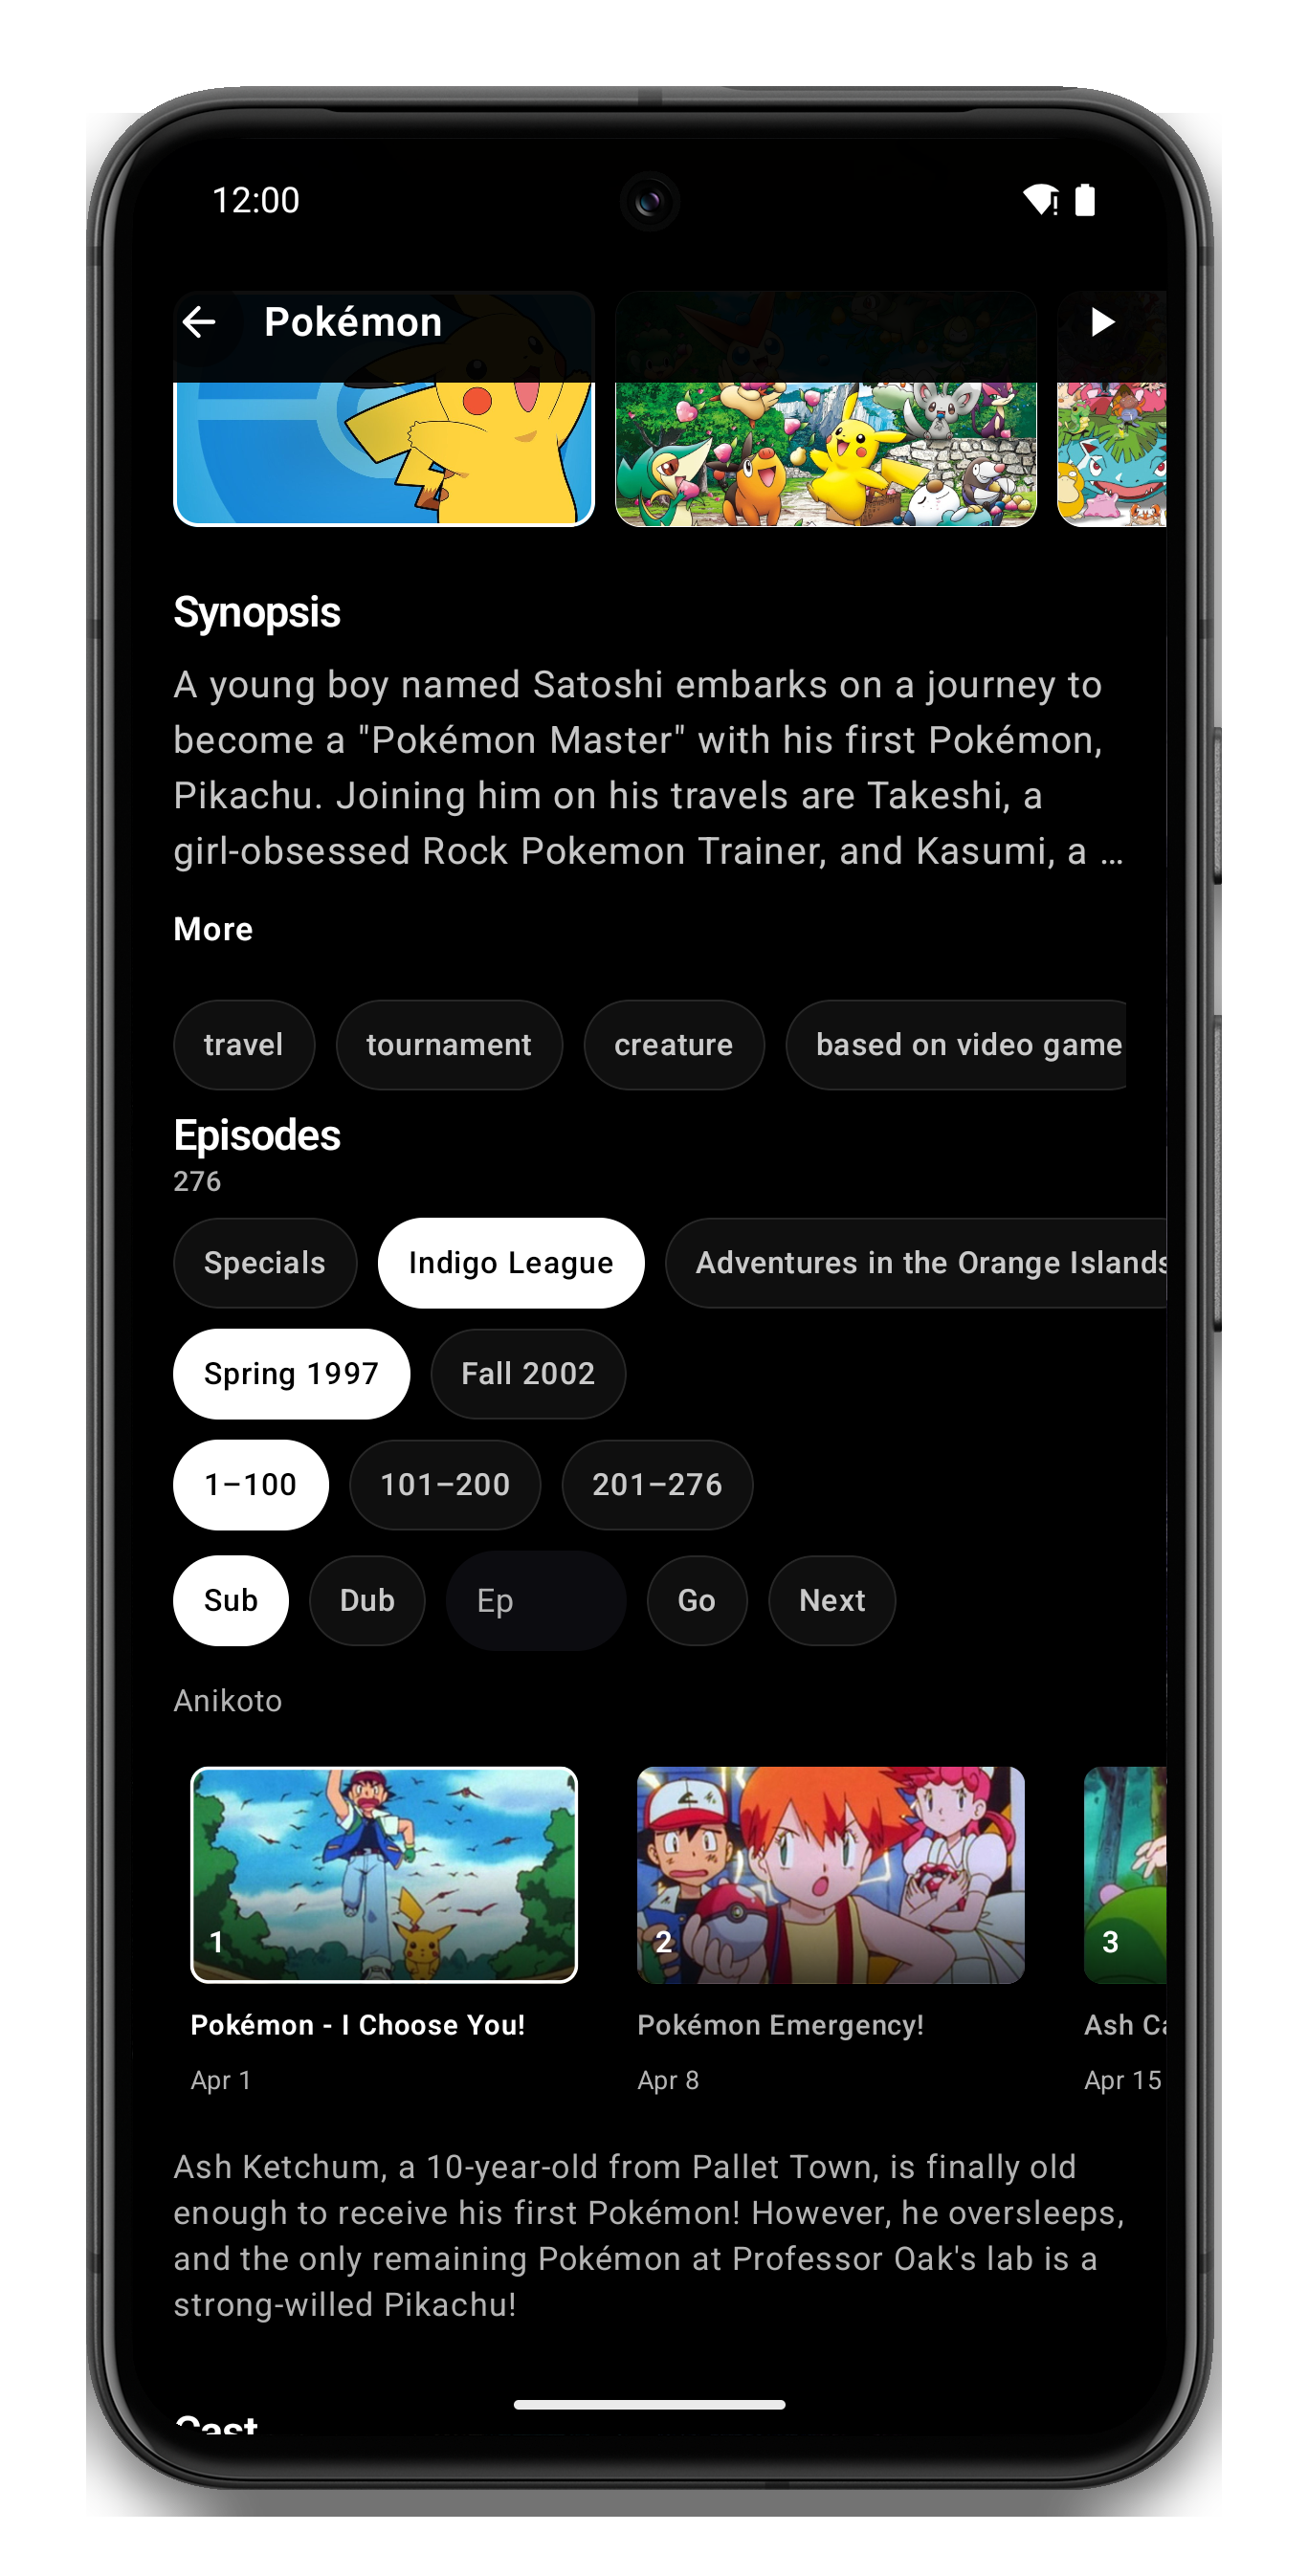 12:00
Pokémon
Synopsis
A young boy named Satoshi embarks on a journey to
become a "Pokémon Master" with his first Pokémon,
Pikachu. Joining him on his travels are Takeshi, a
girl-obsessed Rock Pokemon Trainer, and Kasumi, a ...
More
travel tournament creature based on video game
Episodes
276
Specials Indigo League Adventures in the Orange Islands
Spring 1997 Fall 2002
1–100 101–200 201–276
Sub Dub Ep Go Next
Anikoto
1 2 3
Pokémon - I Choose You! Pokémon Emergency! Ash Ca
Apr 1 Apr 8 Apr 15
Ash Ketchum, a 10-year-old from Pallet Town, is finally old
enough to receive his first Pokémon! However, he oversleeps,
and the only remaining Pokémon at Professor Oak's lab is a
strong-willed Pikachu!
Cast